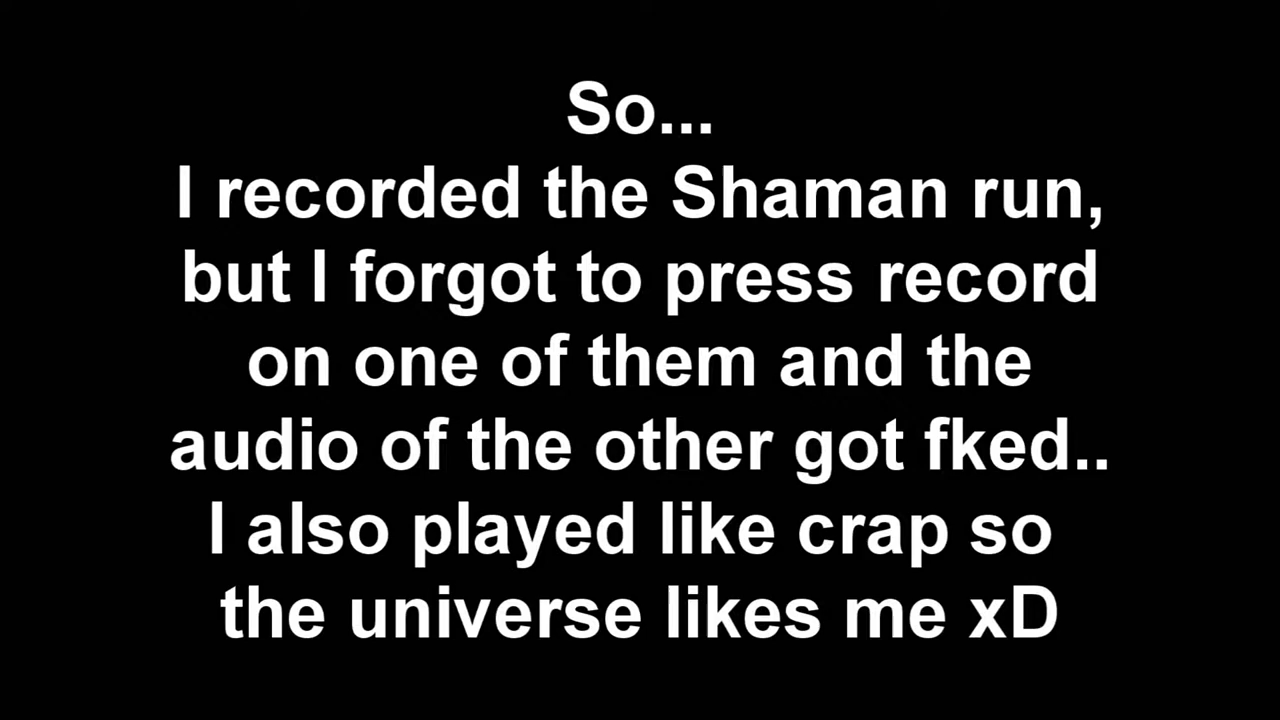 So...
I recorded the Shaman run,
but I forgot to press record
on one of them and the
audio of the other got fked..
I also played like crap so
the universe likes me xD